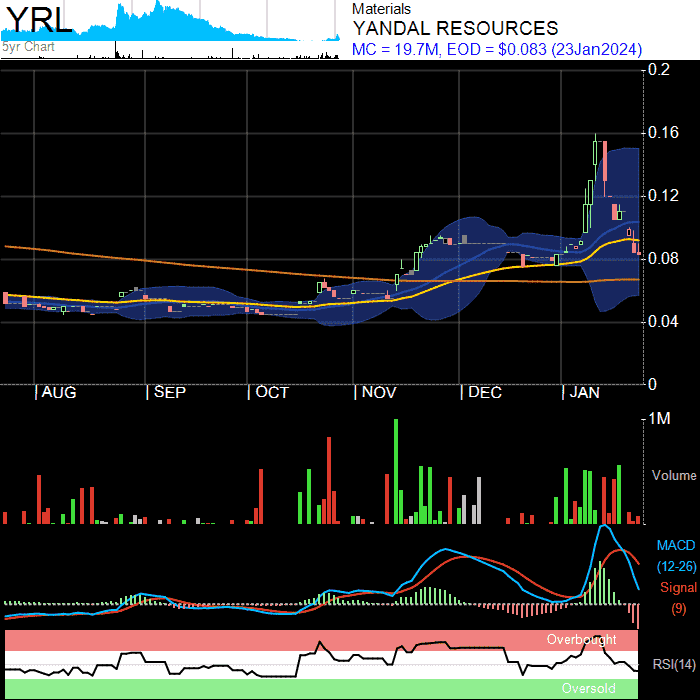 YRL
5yr Chart
Materials
YANDAL RESOURCES
MC = 19.7M, EOD = $0.083 (23Jan2024)
0.2
0.16
0.12
0.08
0.04
0
AUG SEP OCT NOV DEC JAN
1M
Volume
MACD
(12-26)
Signal
(9)
Overbought
RSI(14)
Oversold